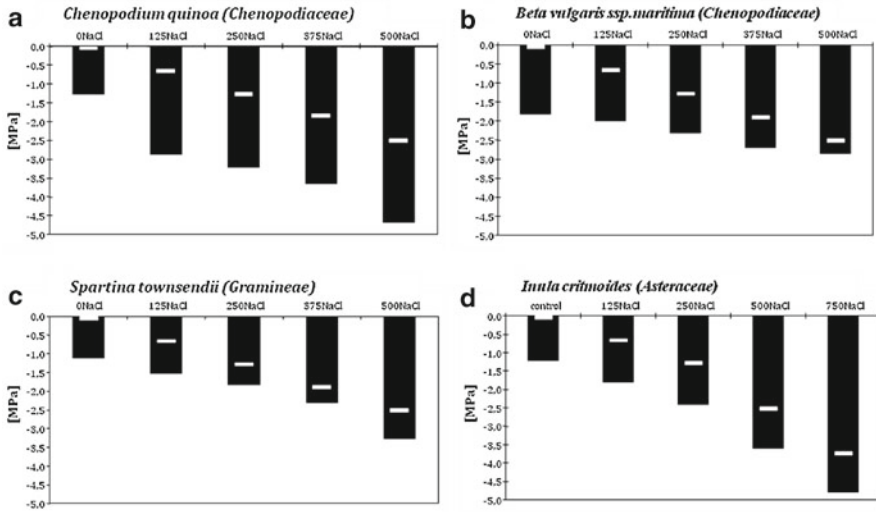 a
Chenopodium quinoa (Chenopodiaceae)
0NaCl 125NaCl 250NaCl 375NaCl 500NaCl
0.0
-0.5
-1.0
-1.5
-2.0
-2.5
-3.0
-3.5
-4.0
-4.5
-5.0
[MPa]
b
Beta vulgaris ssp.maritima (Chenopodiaceae)
0NaCl 125NaCl 250NaCl 375NaCl 500NaCl
0.0
-0.5
-1.0
-1.5
-2.0
-2.5
-3.0
-3.5
-4.0
-4.5
-5.0
[MPa]
c
Spartina townsendii (Gramineae)
0NaCl 125NaCl 250NaCl 375NaCl 500NaCl
0.0
-0.5
-1.0
-1.5
-2.0
-2.5
-3.0
-3.5
-4.0
-4.5
-5.0
[MPa]
d
Inula critmoides (Asteraceae)
control 125NaCl 250NaCl 500NaCl 750NaCl
0.0
-0.5
-1.0
-1.5
-2.0
-2.5
-3.0
-3.5
-4.0
-4.5
-5.0
[MPa]